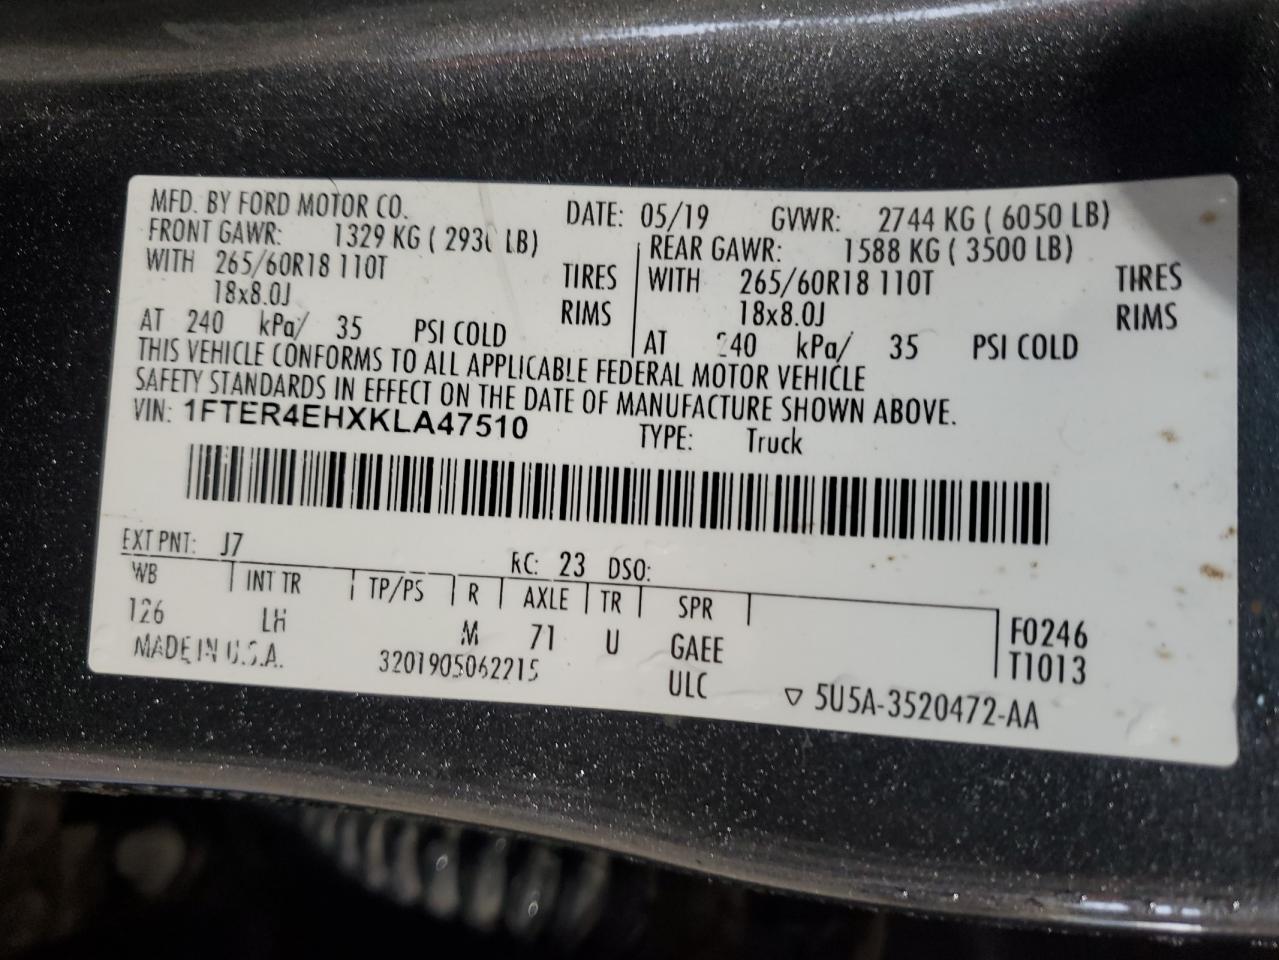 MFD. BY FORD MOTOR CO. DATE: 05/19 GVWR: 2744 KG ( 6050 LB)
FRONT GAWR: 1329 KG ( 2930 LB) REAR GAWR: 1588 KG ( 3500 LB)
WITH 265/60R18 110T TIRES WITH 265/60R18 110T TIRES
18x8.0J RIMS 18x8.0J RIMS
AT 240 kPa/ 35 PSI COLD AT 240 kPa/ 35 PSI COLD
THIS VEHICLE CONFORMS TO ALL APPLICABLE FEDERAL MOTOR VEHICLE
SAFETY STANDARDS IN EFFECT ON THE DATE OF MANUFACTURE SHOWN ABOVE.
VIN: 1FTER4EHXKLA47510 TYPE: Truck
EXT PNT: J7 RC: 23 DSO:
WB INT TR TP/PS R AXLE TR SPR
126 LH M 71 U GAEE F0246
MADE IN U.S.A. 3201905062215 ULC T1013
▽ 5U5A-3520472-AA